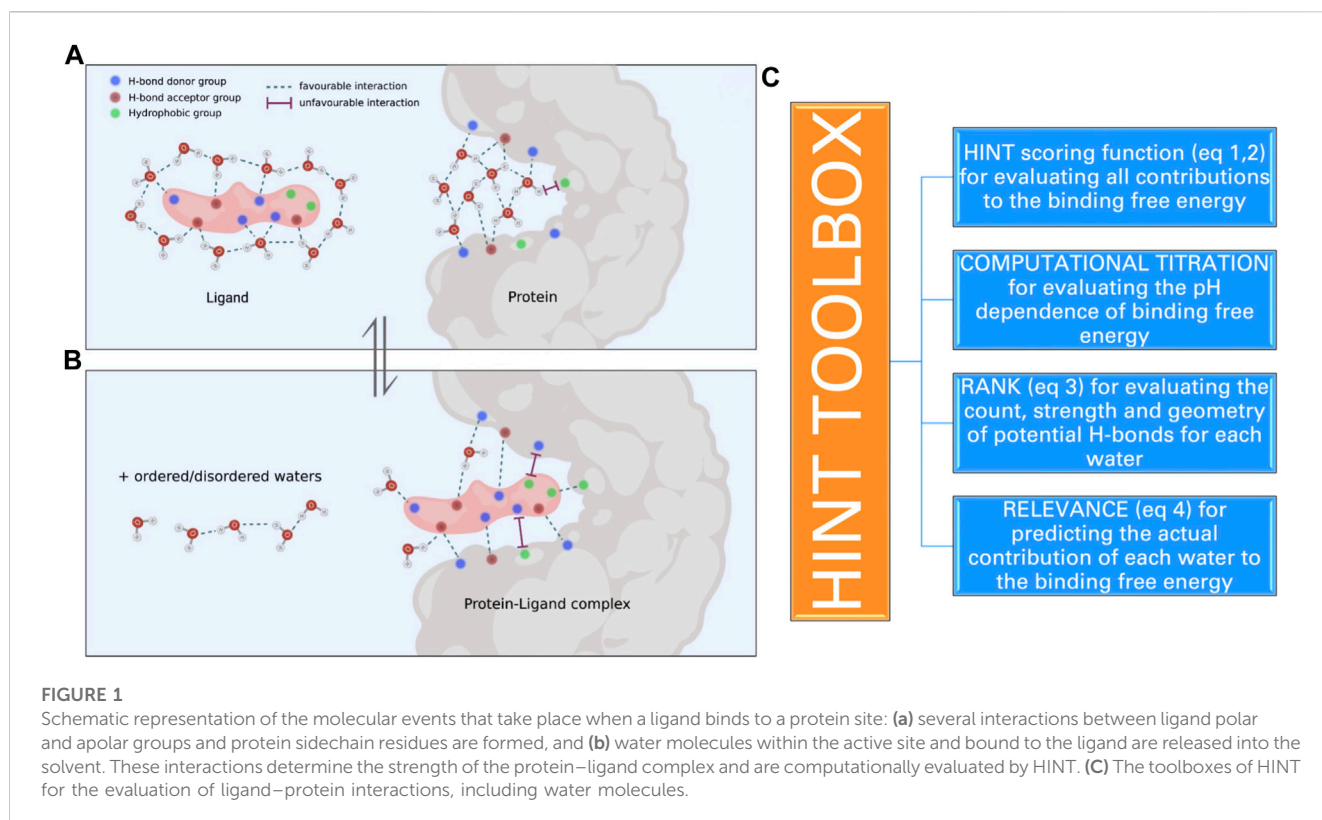 A
H-bond donor group
H-bond acceptor group
Hydrophobic group
favourable interaction
unfavourable interaction
Ligand
Protein
B
+ ordered/disordered waters
Protein-Ligand complex
C
HINT TOOLBOX
HINT scoring function (eq 1,2)
for evaluating all contributions
to the binding free energy
COMPUTATIONAL TITRATION
for evaluating the pH
dependence of binding free
energy
RANK (eq 3) for evaluating the
count, strength and geometry
of potential H-bonds for each
water
RELEVANCE (eq 4) for
predicting the actual
contribution of each water to
the binding free energy
FIGURE 1
Schematic representation of the molecular events that take place when a ligand binds to a protein site: (a) several interactions between ligand polar
and apolar groups and protein sidechain residues are formed, and (b) water molecules within the active site and bound to the ligand are released into the
solvent. These interactions determine the strength of the protein–ligand complex and are computationally evaluated by HINT. (C) The toolboxes of HINT
for the evaluation of ligand–protein interactions, including water molecules.